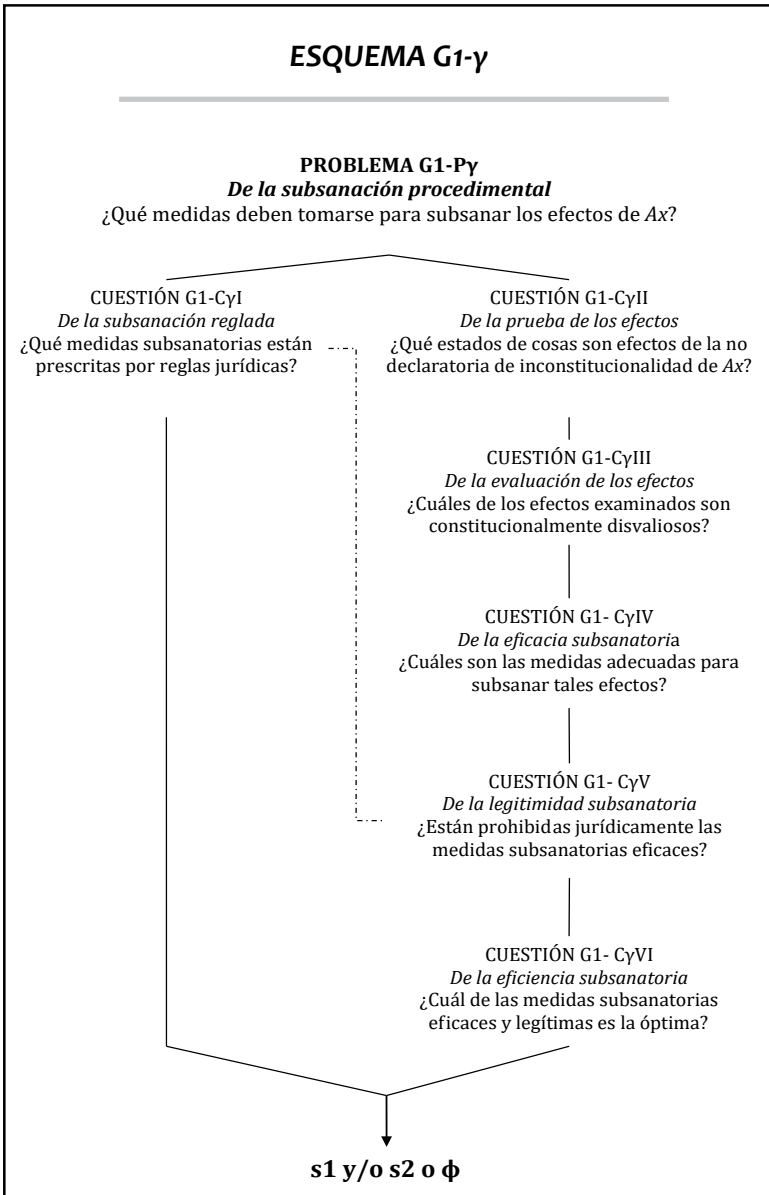 ESQUEMA G1-γ
PROBLEMA G1-Pγ
De la subsanación procedimental
¿Qué medidas deben tomarse para subsanar los efectos de Ax?
CUESTIÓN G1-CγI
De la subsanación reglada
¿Qué medidas subsanatorias están
prescritas por reglas jurídicas?
CUESTIÓN G1-CγII
De la prueba de los efectos
¿Qué estados de cosas son efectos de la no
declaratoria de inconstitucionalidad de Ax?
CUESTIÓN G1-CγIII
De la evaluación de los efectos
¿Cuáles de los efectos examinados son
constitucionalmente disvaliosos?
CUESTIÓN G1- CγIV
De la eficacia subsanatoria
¿Cuáles son las medidas adecuadas para
subsanar tales efectos?
CUESTIÓN G1- CγV
De la legitimidad subsanatoria
¿Están prohibidas jurídicamente las
medidas subsanatorias eficaces?
CUESTIÓN G1- CγVI
De la eficiencia subsanatoria
¿Cuál de las medidas subsanatorias
eficaces y legítimas es la óptima?
s1 y/o s2 o ф